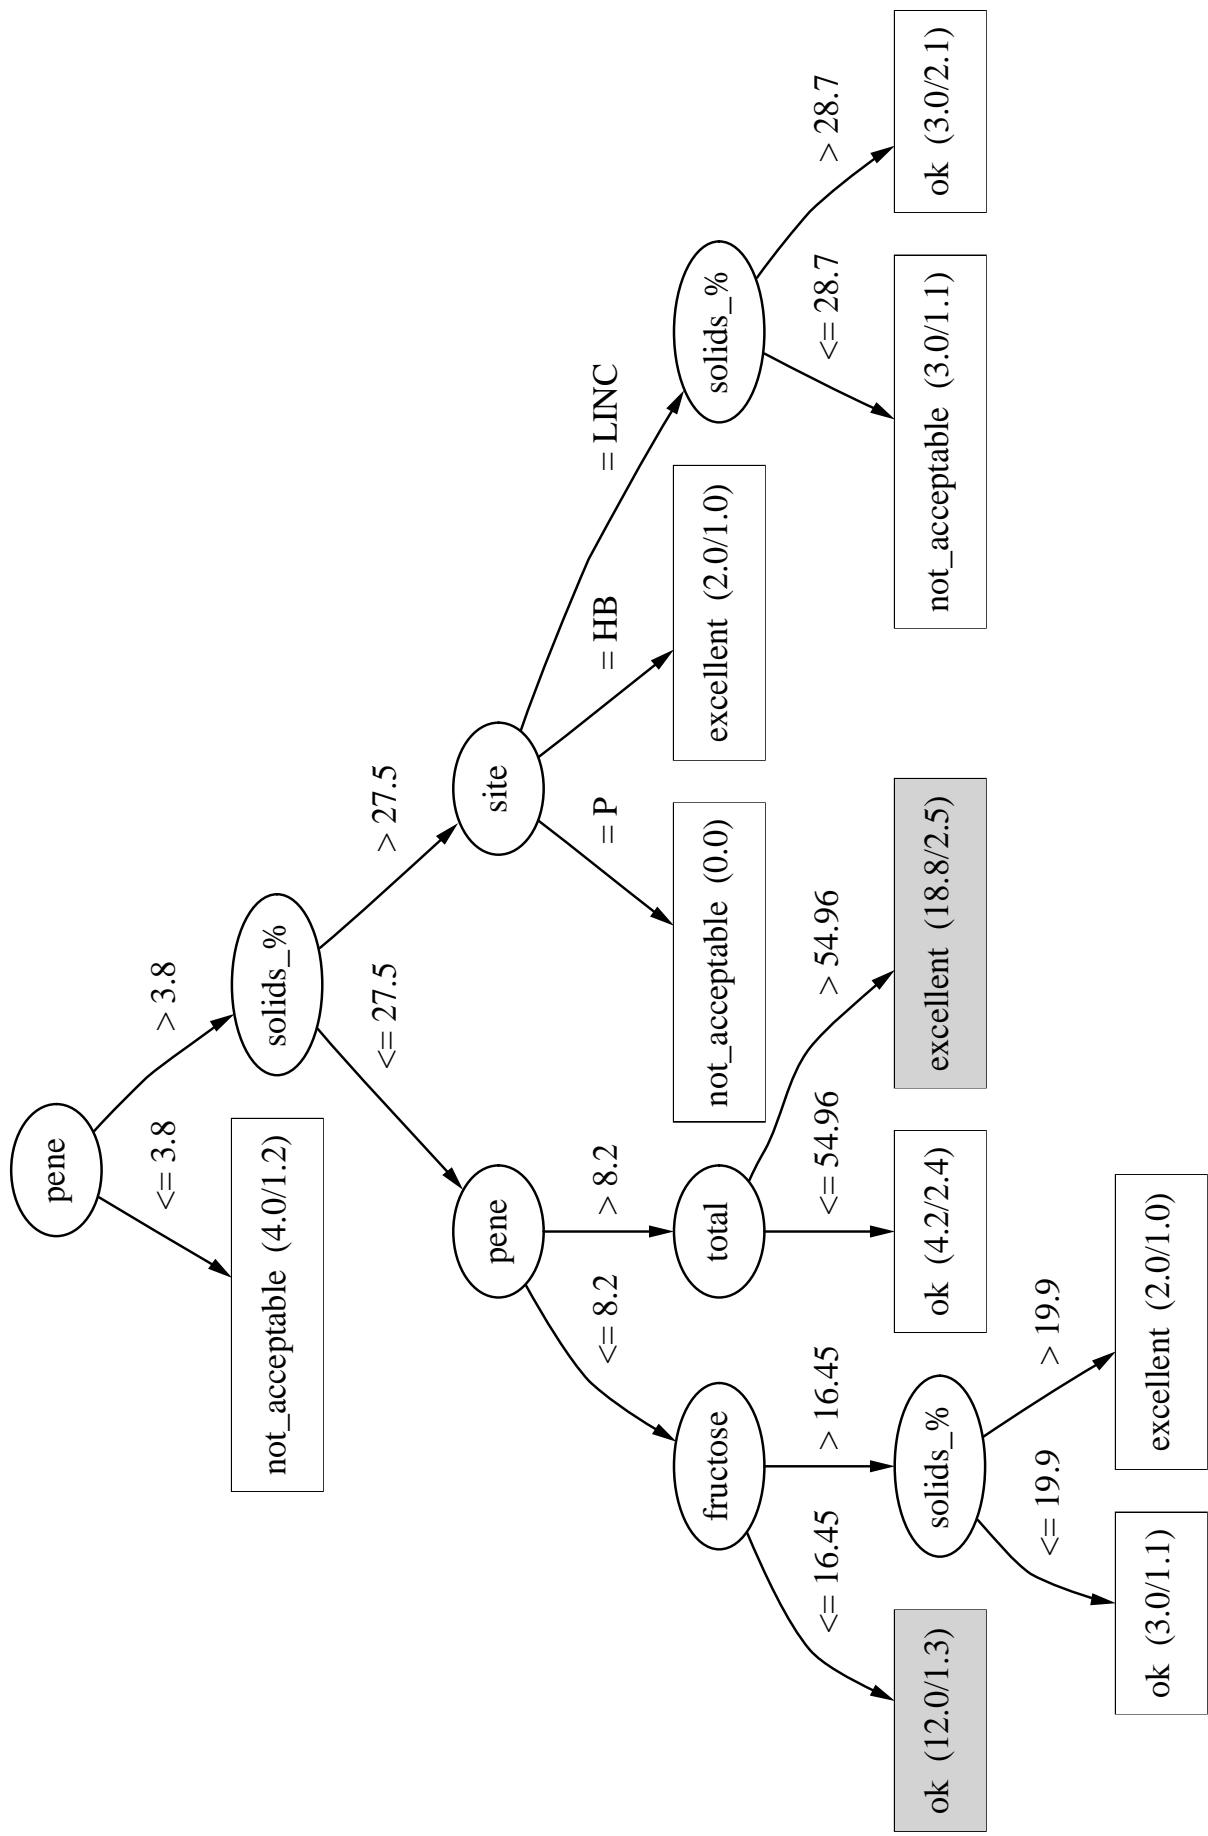 pene
<= 3.8
> 3.8
not_acceptable (4.0/1.2)
solids_%
<= 27.5
> 27.5
pene
site
<= 8.2
> 8.2
= P
= HB
= LINC
fructose
total
not_acceptable (0.0)
excellent (2.0/1.0)
solids_%
<= 16.45
> 16.45
<= 54.96
> 54.96
<= 28.7
> 28.7
ok (12.0/1.3)
solids_%
ok (4.2/2.4)
excellent (18.8/2.5)
not_acceptable (3.0/1.1)
ok (3.0/2.1)
<= 19.9
> 19.9
ok (3.0/1.1)
excellent (2.0/1.0)